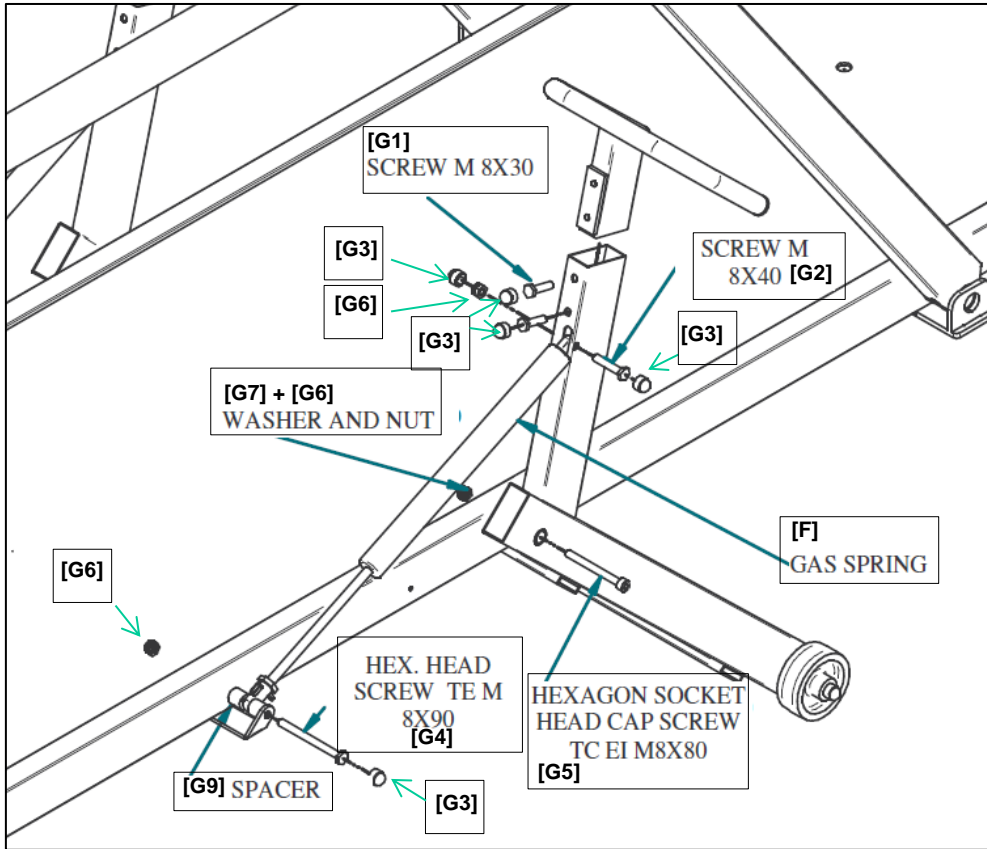 [G1]
SCREW M 8X30
[G3]
SCREW M
8X40 [G2]
[G6]
[G3]
[G3]
[G7] + [G6]
WASHER AND NUT
[F]
GAS SPRING
[G6]
HEX. HEAD
SCREW TE M
8X90
[G4]
HEXAGON SOCKET
HEAD CAP SCREW
TC EI M8X80
[G5]
[G9] SPACER
[G3]